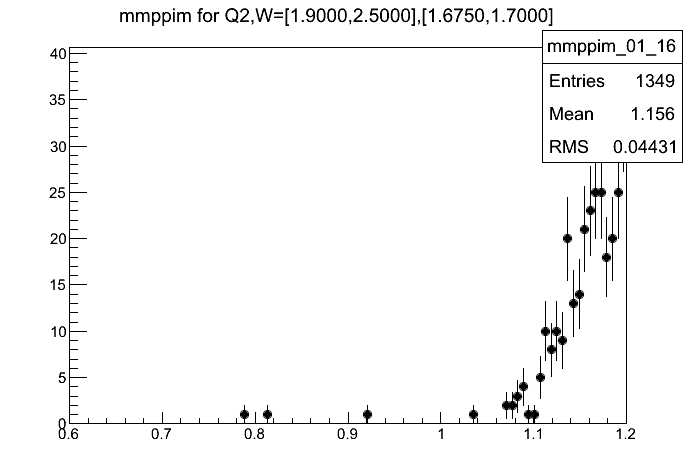 mmppim for Q2,W=[1.9000,2.5000],[1.6750,1.7000]
mmppim_01_16
Entries 1349
Mean 1.156
RMS 0.04431
40
35
30
25
20
15
10
5
0
0.6 0.7 0.8 0.9 1 1.1 1.2